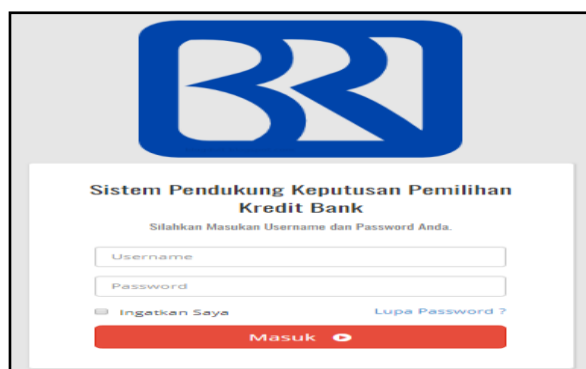 BRI
Sistem Pendukung Keputusan Pemilihan
Kredit Bank
Silahkan Masukan Username dan Password Anda.
Username
Password
Ingatkan Saya
Lupa Password ?
Masuk